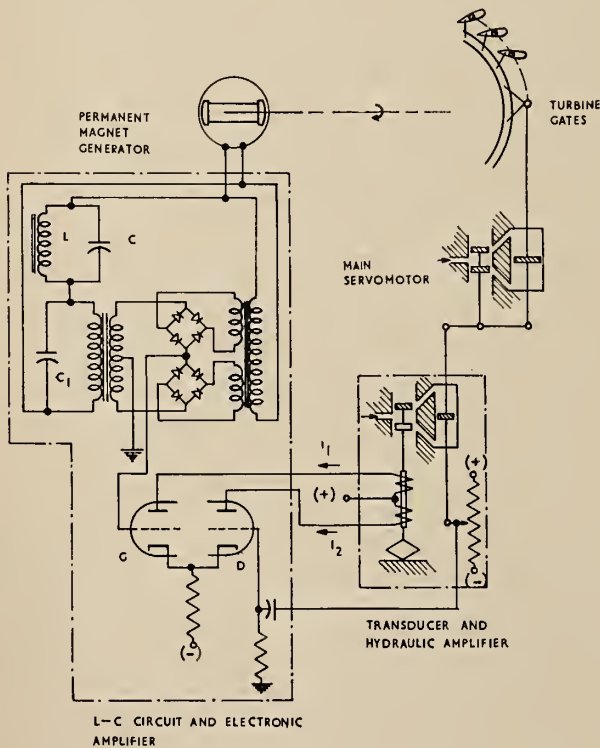 PERMANENT
MAGNET
GENERATOR
TURBINE
GATES
L
C
MAIN
SERVOMOTOR
C1
I1
(+)
(+)
I2
G
D
(-)
(-)
TRANSDUCER AND
HYDRAULIC AMPLIFIER
L-C CIRCUIT AND ELECTRONIC
AMPLIFIER